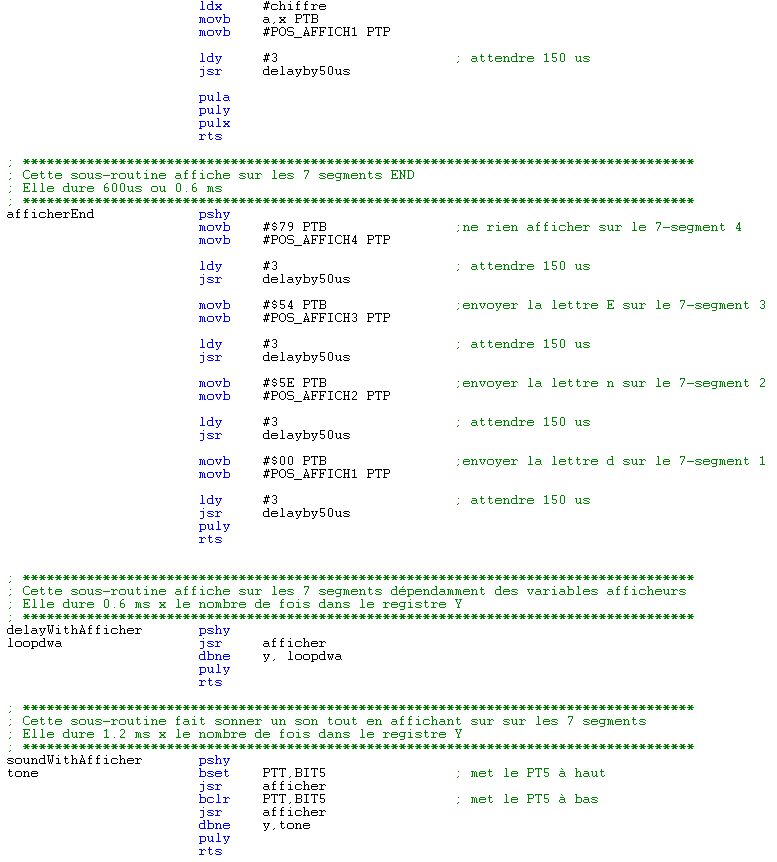 ldx #chiffre
movb a,x PTB
movb #POS_AFFICH1 PTP
ldy #3 ; attendre 150 us
jsr delayby50us
pula
puly
pulx
rts
; ************************************************************************************
; Cette sous-routine affiche sur les 7 segments END
; Elle dure 600us ou 0.6 ms
; ************************************************************************************
afficherEnd pshy
movb #$79 PTB ;ne rien afficher sur le 7-segment 4
movb #POS_AFFICH4 PTP
ldy #3 ; attendre 150 us
jsr delayby50us
movb #$54 PTB ;envoyer la lettre E sur le 7-segment 3
movb #POS_AFFICH3 PTP
ldy #3 ; attendre 150 us
jsr delayby50us
movb #$5E PTB ;envoyer la lettre n sur le 7-segment 2
movb #POS_AFFICH2 PTP
ldy #3 ; attendre 150 us
jsr delayby50us
movb #$00 PTB ;envoyer la lettre d sur le 7-segment 1
movb #POS_AFFICH1 PTP
ldy #3 ; attendre 150 us
jsr delayby50us
puly
rts
; ************************************************************************************
; Cette sous-routine affiche sur les 7 segments dépendamment des variables afficheurs
; Elle dure 0.6 ms x le nombre de fois dans le registre Y
; ************************************************************************************
delayWithAfficher pshy
loopdwa jsr afficher
dbne y, loopdwa
puly
rts
; ************************************************************************************
; Cette sous-routine fait sonner un son tout en affichant sur sur les 7 segments
; Elle dure 1.2 ms x le nombre de fois dans le registre Y
; ************************************************************************************
soundWithAfficher pshy
tone bset PTT,BIT5 ; met le PT5 à haut
jsr afficher
bclr PTT,BIT5 ; met le PT5 à bas
jsr afficher
dbne y,tone
puly
rts